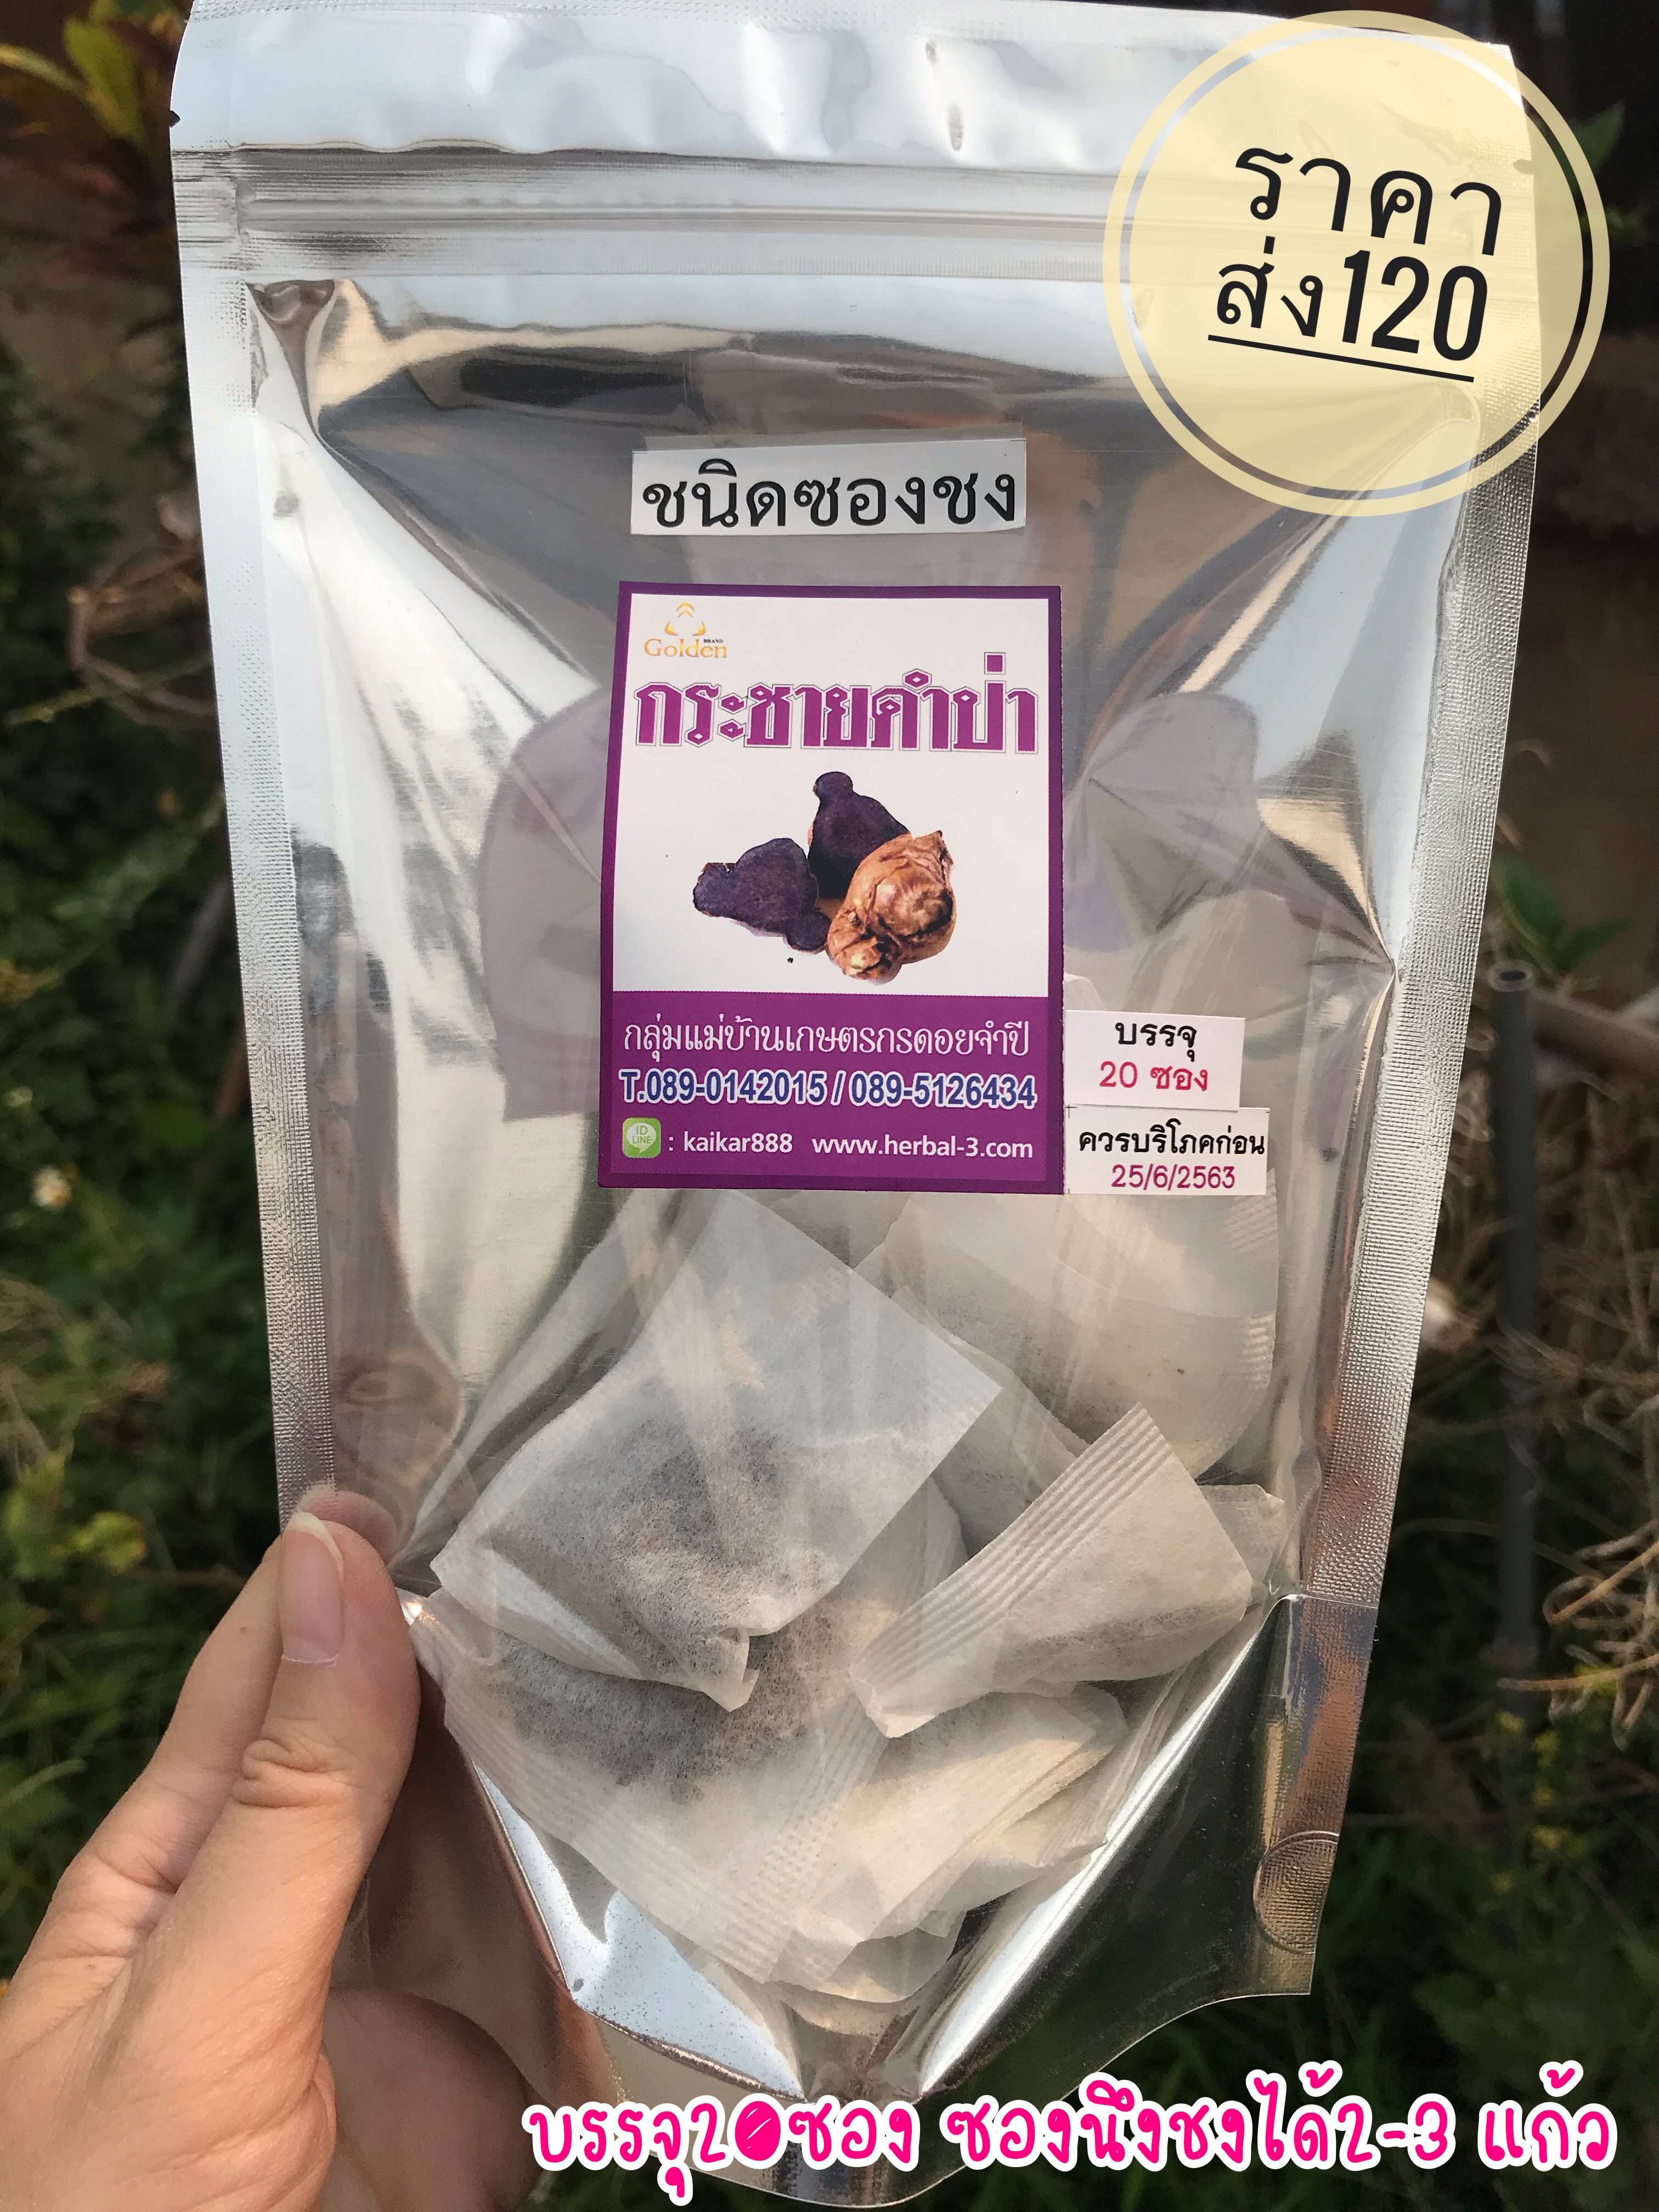 ราคา
ส่ง120
ชนิดซองชง
Golden BRAND
กระชายดำป่า
กลุ่มแม่บ้านเกษตรกรดอยจำปี
T.089-0142015 / 089-5126434
ID LINE : kaikar888 www.herbal-3.com
บรรจุ
20 ซอง
ควรบริโภคก่อน
25/6/2563
บรรจุ20ซอง ซองนึงชงได้2-3 แก้ว